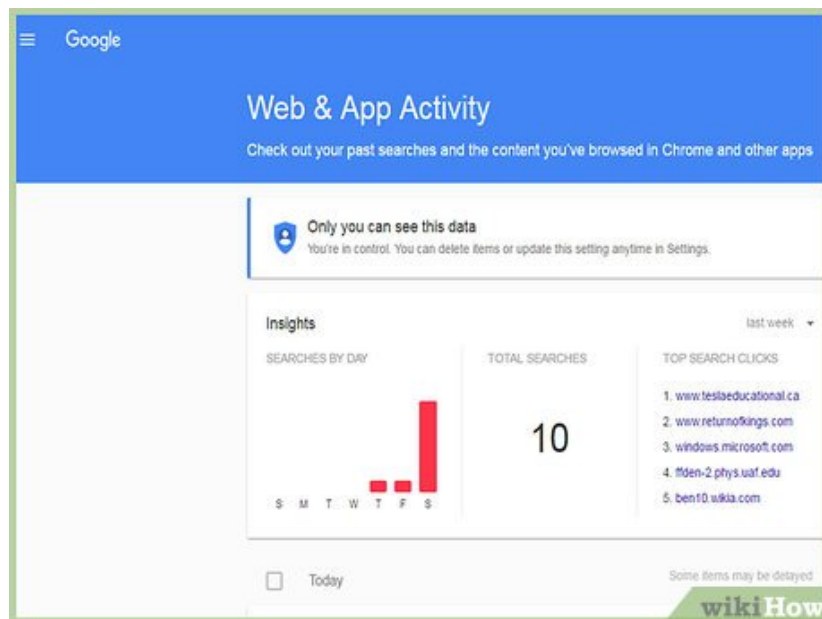 Google
Web & App Activity
Check out your past searches and the content you've browsed in Chrome and other apps
Only you can see this data
You're in control. You can delete items or update this setting anytime in Settings.
Insights
last week
SEARCHES BY DAY
TOTAL SEARCHES
TOP SEARCH CLICKS
1. www.teslaeducational.ca
2. www.returnofkings.com
3. windows.microsoft.com
4. ffden-2.phys.uaf.edu
5. ben10.wikia.com
10
S M T W T F S
Today
Some items may be delayed
wikiHow